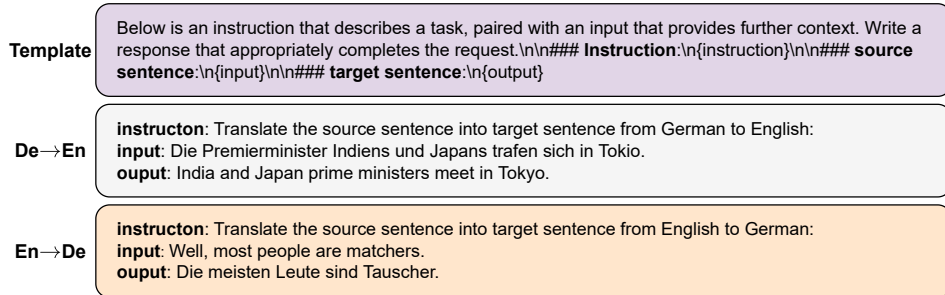 Template
Below is an instruction that describes a task, paired with an input that provides further context. Write a
response that appropriately completes the request.\n\n### Instruction:\n{instruction}\n\n### source
sentence:\n{input}\n\n### target sentence:\n{output}
De→En
instructon: Translate the source sentence into target sentence from German to English:
input: Die Premierminister Indiens und Japans trafen sich in Tokio.
ouput: India and Japan prime ministers meet in Tokyo.
En→De
instructon: Translate the source sentence into target sentence from English to German:
input: Well, most people are matchers.
ouput: Die meisten Leute sind Tauscher.